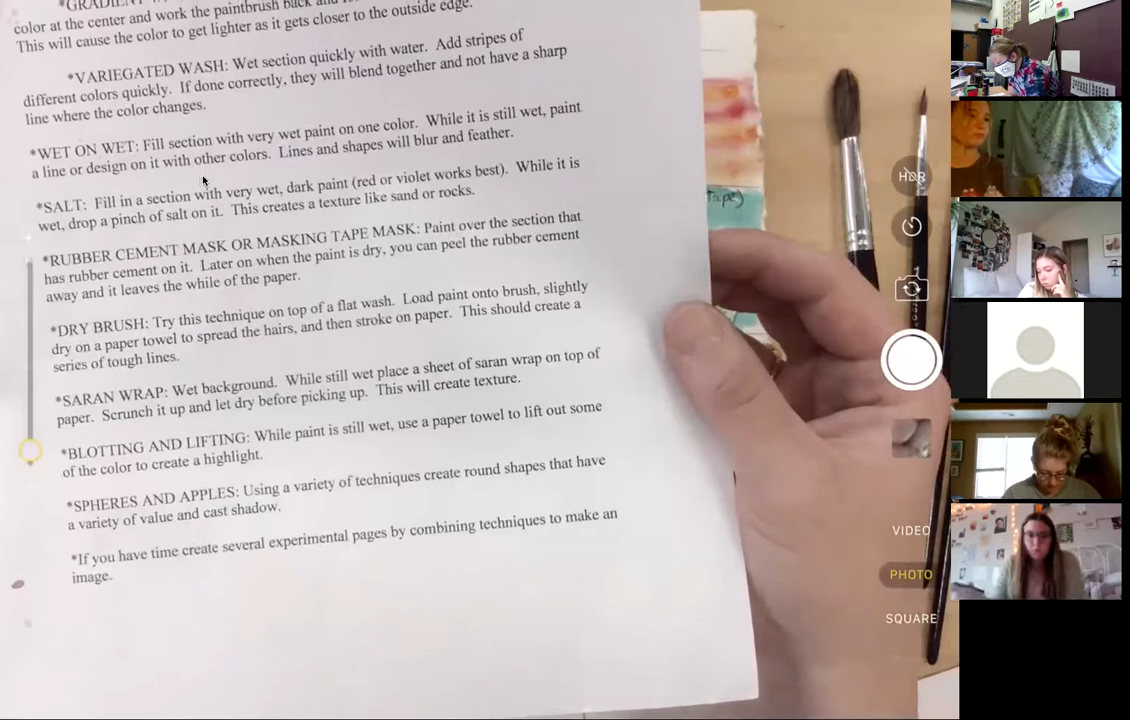 *GRADIENT
color at the center and work the paintbrush back and
This will cause the color to get lighter as it gets closer to the outside edge.
*VARIEGATED WASH: Wet section quickly with water. Add stripes of
different colors quickly. If done correctly, they will blend together and not have a sharp
line where the color changes.
*WET ON WET: Fill section with very wet paint on one color. While it is still wet, paint
a line or design on it with other colors. Lines and shapes will blur and feather.
*SALT: Fill in a section with very wet, dark paint (red or violet works best). While it is
wet, drop a pinch of salt on it. This creates a texture like sand or rocks.
*RUBBER CEMENT MASK OR MASKING TAPE MASK: Paint over the section that
has rubber cement on it. Later on when the paint is dry, you can peel the rubber cement
away and it leaves the while of the paper.
*DRY BRUSH: Try this technique on top of a flat wash. Load paint onto brush, slightly
dry on a paper towel to spread the hairs, and then stroke on paper. This should create a
series of tough lines.
*SARAN WRAP: Wet background. While still wet place a sheet of saran wrap on top of
paper. Scrunch it up and let dry before picking up. This will create texture.
*BLOTTING AND LIFTING: While paint is still wet, use a paper towel to lift out some
of the color to create a highlight.
*SPHERES AND APPLES: Using a variety of techniques create round shapes that have
a variety of value and cast shadow.
*If you have time create several experimental pages by combining techniques to make an
image.
Tape)
HDR
VIDEO
PHOTO
SQUARE